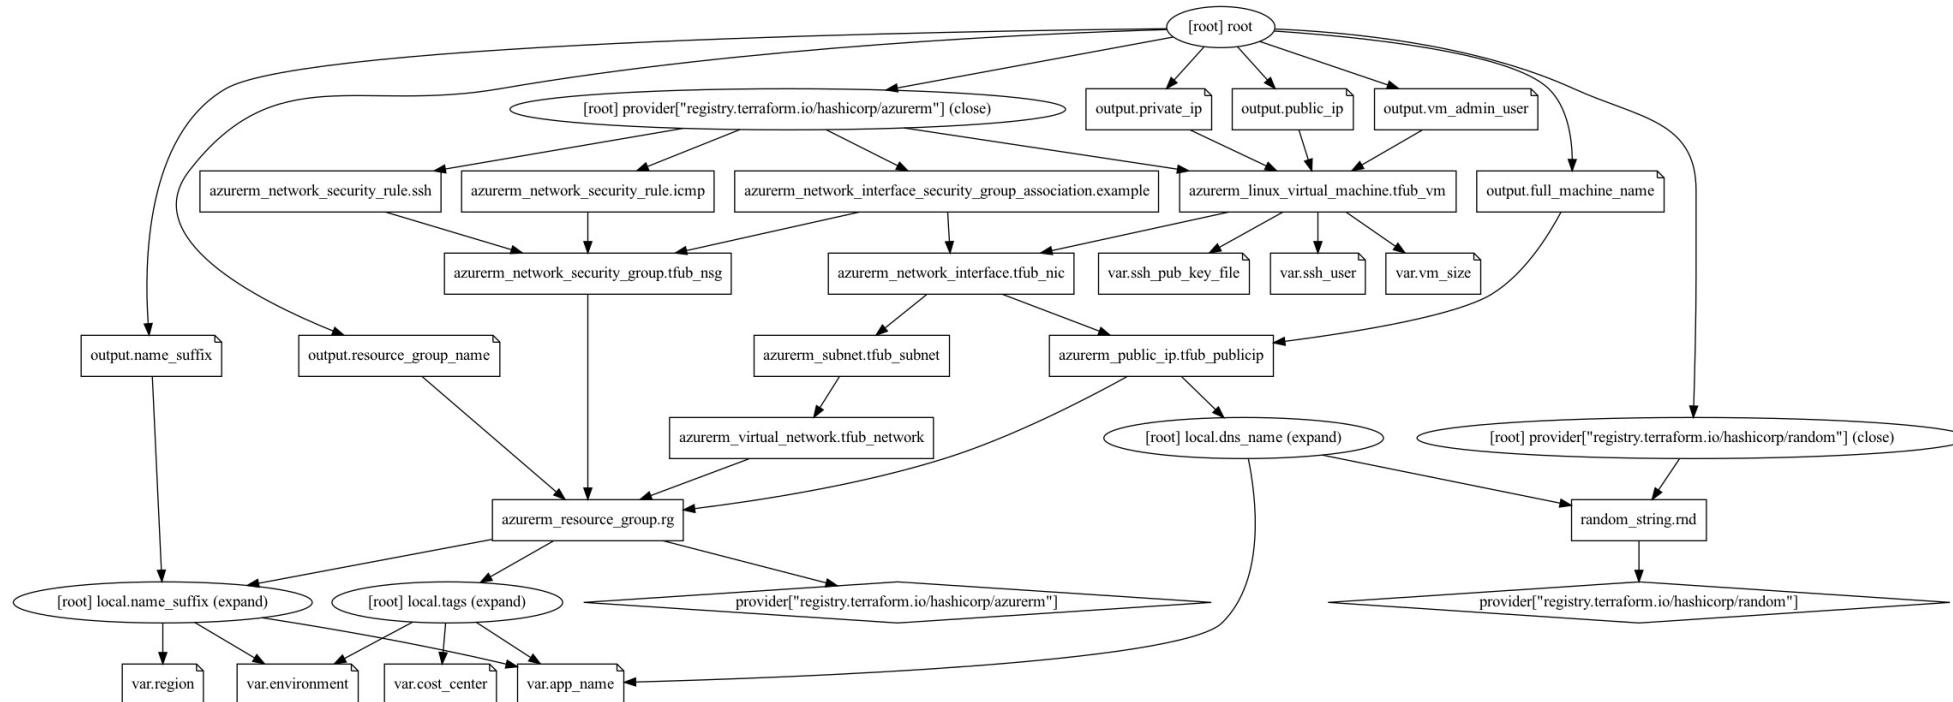 [root] root
[root] provider["registry.terraform.io/hashicorp/azurerm"] (close)
output.private_ip
output.public_ip
output.vm_admin_user
azurerm_network_security_rule.ssh
azurerm_network_security_rule.icmp
azurerm_network_interface_security_group_association.example
azurerm_linux_virtual_machine.tfub_vm
output.full_machine_name
azurerm_network_security_group.tfub_nsg
azurerm_network_interface.tfub_nic
var.ssh_pub_key_file
var.ssh_user
var.vm_size
output.name_suffix
output.resource_group_name
azurerm_subnet.tfub_subnet
azurerm_public_ip.tfub_publicip
azurerm_virtual_network.tfub_network
[root] local.dns_name (expand)
[root] provider["registry.terraform.io/hashicorp/random"] (close)
azurerm_resource_group.rg
random_string.rnd
[root] local.name_suffix (expand)
[root] local.tags (expand)
provider["registry.terraform.io/hashicorp/azurerm"]
provider["registry.terraform.io/hashicorp/random"]
var.region
var.environment
var.cost_center
var.app_name